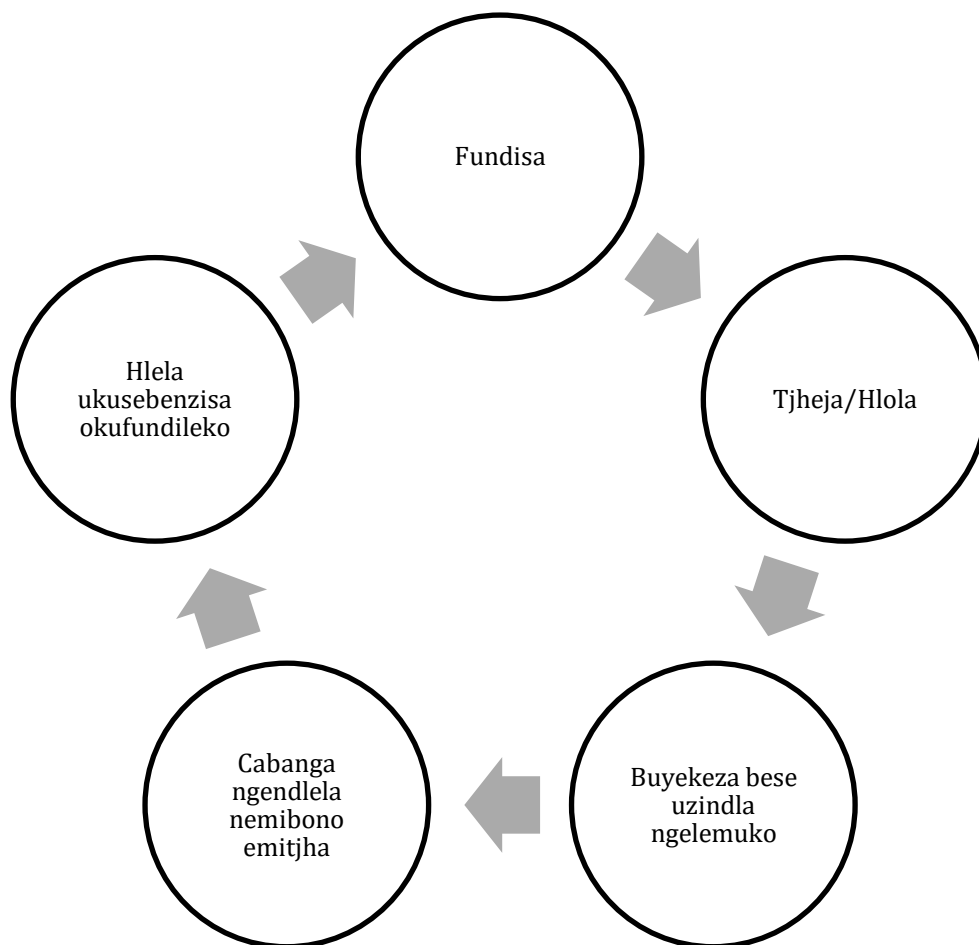 Fundisa
Tjheja/Hlola
Buyekeza bese
uzindla
ngelemuko
Cabanga
ngendlela
nemibono
emitjha
Hlela
ukusebenzisa
okufundileko